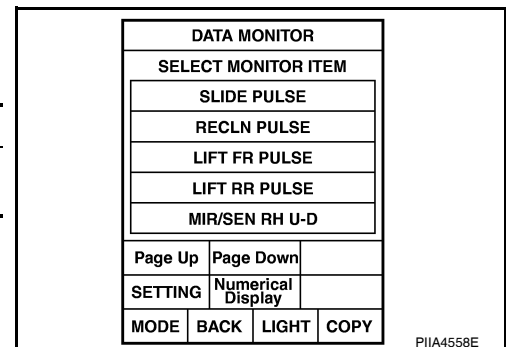 DATA MONITOR
SELECT MONITOR ITEM
SLIDE PULSE
RECLN PULSE
LIFT FR PULSE
LIFT RR PULSE
MIR/SEN RH U-D
Page Up Page Down
SETTING Numerical Display
MODE BACK LIGHT COPY
PIIA4558E